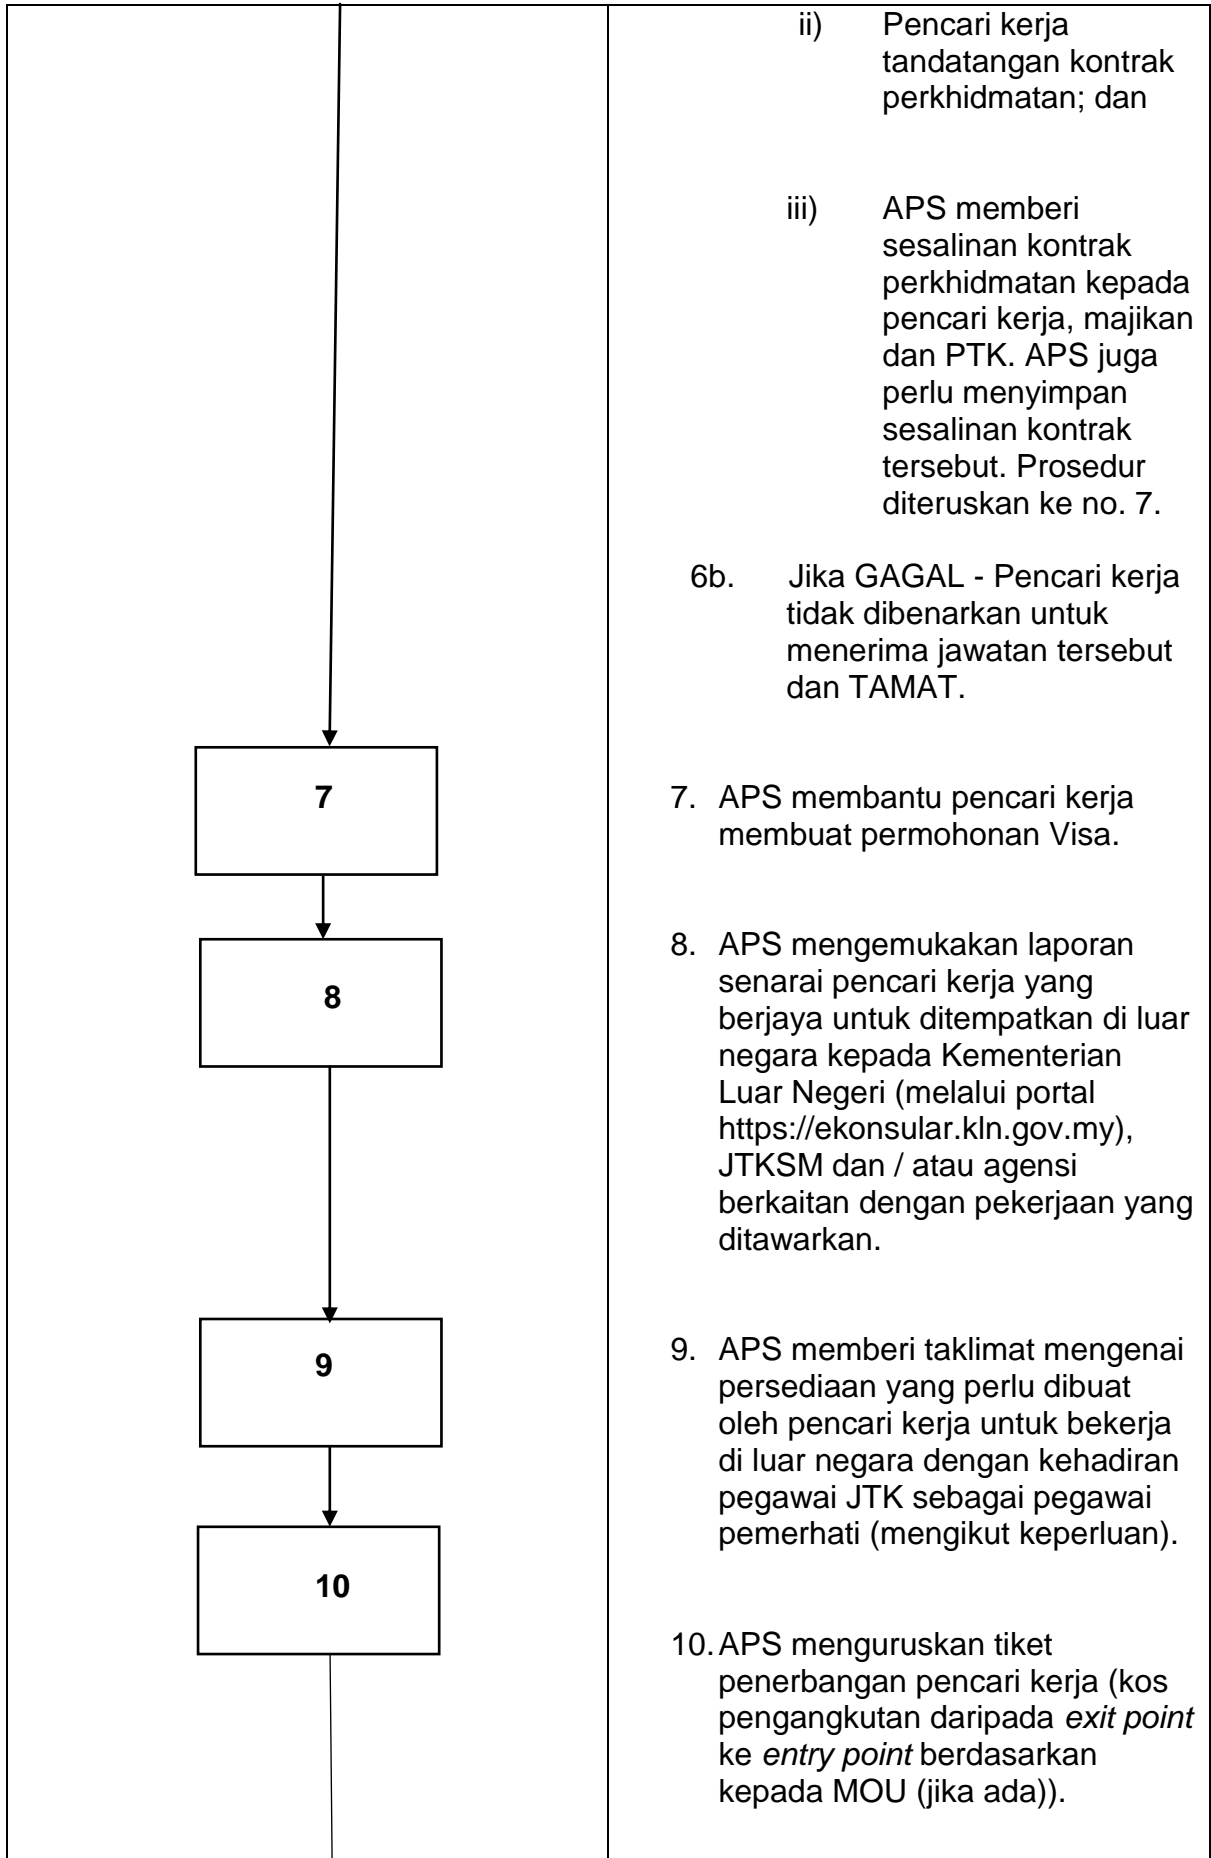 ii) Pencari kerja
tandatangan kontrak
perkhidmatan; dan
iii) APS memberi
sesalinan kontrak
perkhidmatan kepada
pencari kerja, majikan
dan PTK. APS juga
perlu menyimpan
sesalinan kontrak
tersebut. Prosedur
diteruskan ke no. 7.
6b. Jika GAGAL - Pencari kerja
tidak dibenarkan untuk
menerima jawatan tersebut
dan TAMAT.
7
7. APS membantu pencari kerja
membuat permohonan Visa.
8
8. APS mengemukakan laporan
senarai pencari kerja yang
berjaya untuk ditempatkan di luar
negara kepada Kementerian
Luar Negeri (melalui portal
https://ekonsular.kln.gov.my),
JTKSM dan / atau agensi
berkaitan dengan pekerjaan yang
ditawarkan.
9
9. APS memberi taklimat mengenai
persediaan yang perlu dibuat
oleh pencari kerja untuk bekerja
di luar negara dengan kehadiran
pegawai JTK sebagai pegawai
pemerhati (mengikut keperluan).
10
10. APS menguruskan tiket
penerbangan pencari kerja (kos
pengangkutan daripada exit point
ke entry point berdasarkan
kepada MOU (jika ada)).